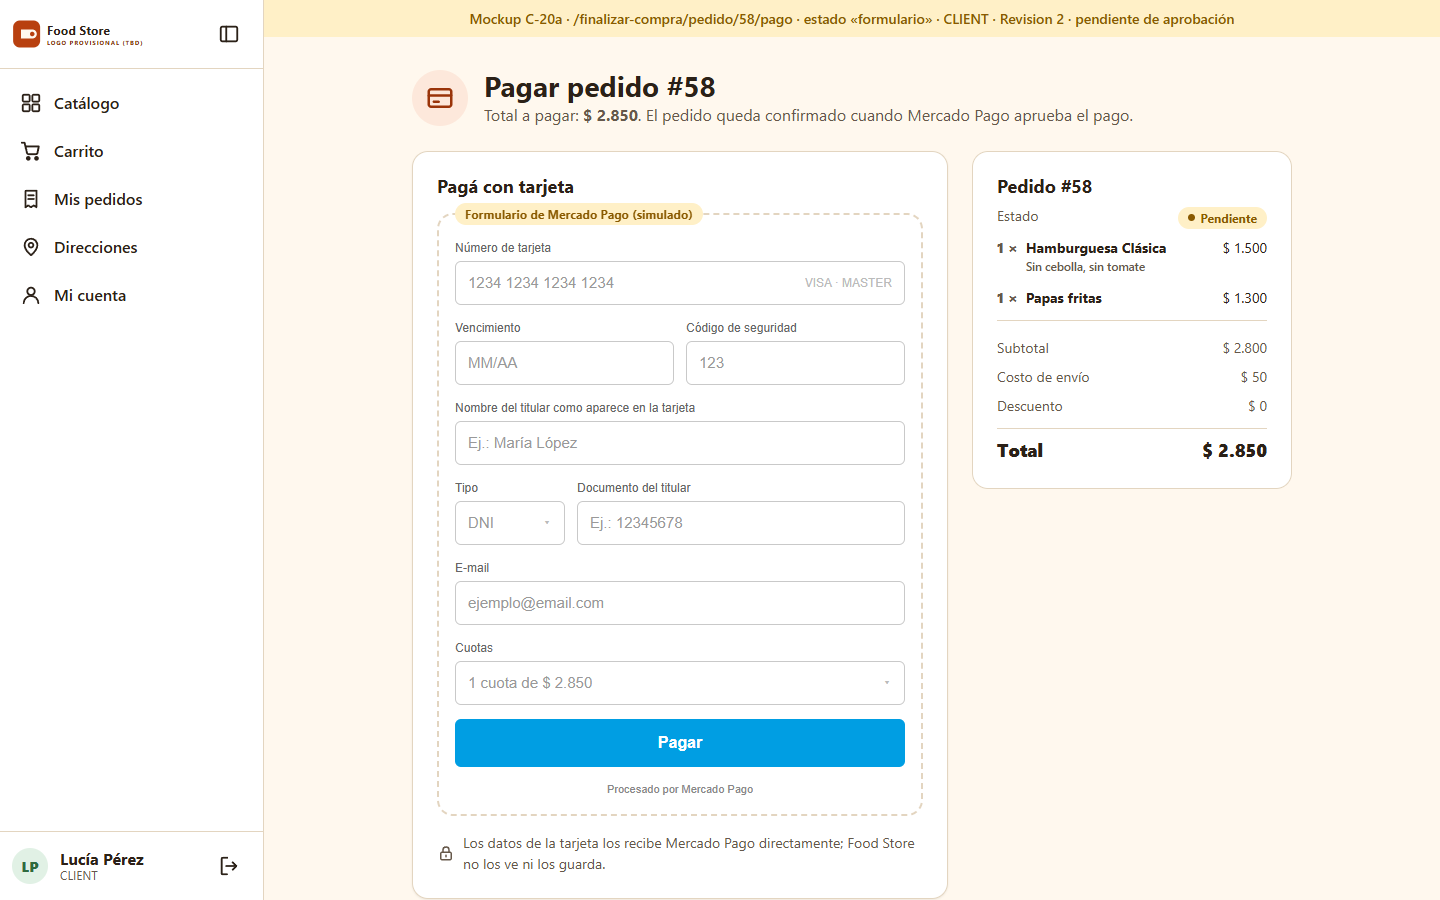 Mockup C-20a · /finalizar-compra/pedido/58/pago · estado «formulario» · CLIENT · Revision 2 · pendiente de aprobación
Food Store
LOGO PROVISIONAL (TBD)
Catálogo
Carrito
Mis pedidos
Direcciones
Mi cuenta
LP
Lucía Pérez
CLIENT
Pagar pedido #58
Total a pagar: $ 2.850. El pedido queda confirmado cuando Mercado Pago aprueba el pago.
Pagá con tarjeta
Formulario de Mercado Pago (simulado)
Número de tarjeta
1234 1234 1234 1234 VISA · MASTER
Vencimiento Código de seguridad
MM/AA 123
Nombre del titular como aparece en la tarjeta
Ej.: María López
Tipo Documento del titular
DNI Ej.: 12345678
E-mail
ejemplo@email.com
Cuotas
1 cuota de $ 2.850
Pagar
Procesado por Mercado Pago
Los datos de la tarjeta los recibe Mercado Pago directamente; Food Store
no los ve ni los guarda.
Pedido #58
Estado Pendiente
1 × Hamburguesa Clásica $ 1.500
Sin cebolla, sin tomate
1 × Papas fritas $ 1.300
Subtotal $ 2.800
Costo de envío $ 50
Descuento $ 0
Total $ 2.850